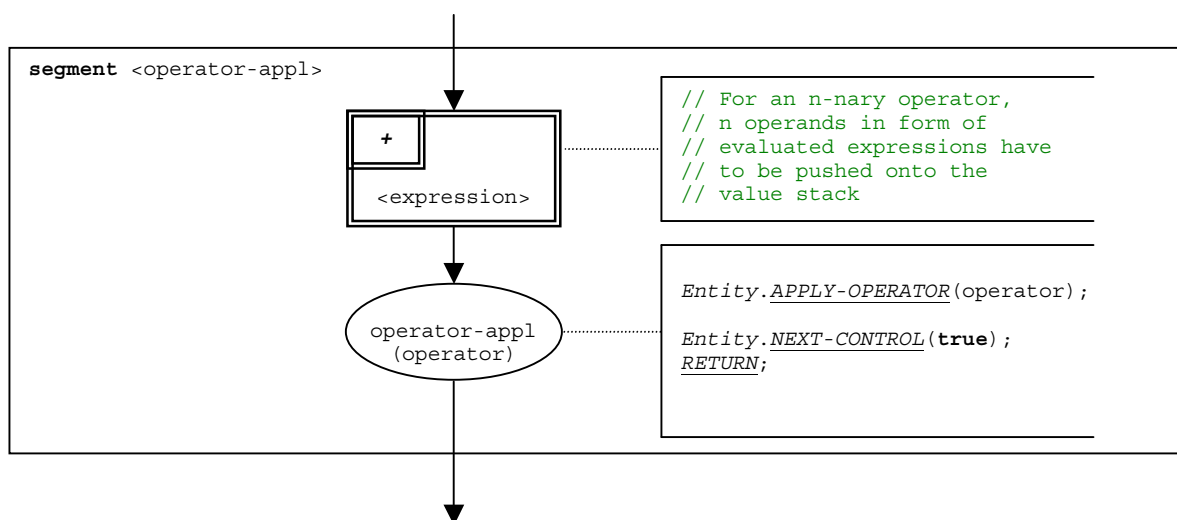 segment <operator-appl>
+
<expression>
// For an n-nary operator,
// n operands in form of
// evaluated expressions have
// to be pushed onto the
// value stack
operator-appl
(operator)
Entity.APPLY-OPERATOR(operator);
Entity.NEXT-CONTROL(true);
RETURN;